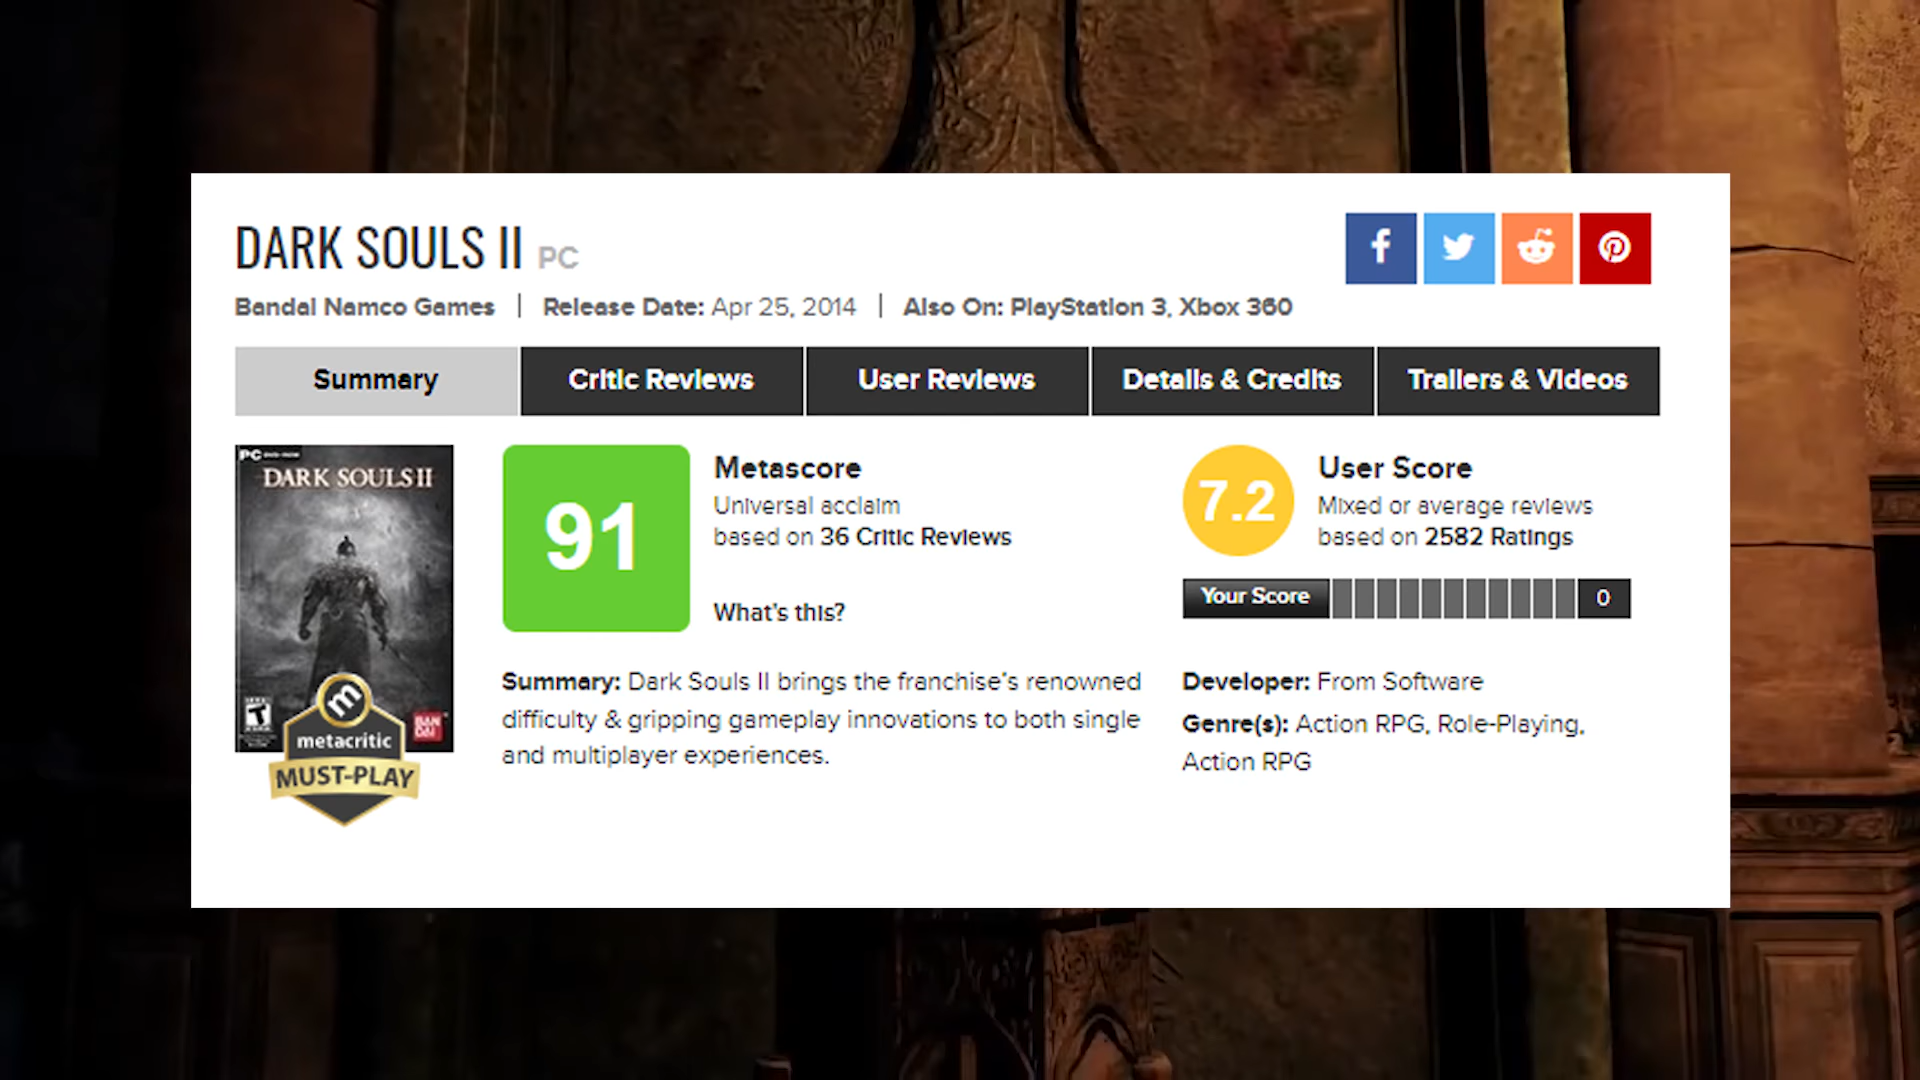 DARK SOULS II PC
Bandai Namco Games | Release Date: Apr 25, 2014 | Also On: PlayStation 3, Xbox 360
Summary
Critic Reviews
User Reviews
Details & Credits
Trailers & Videos
PC
DARK SOULS II
T
BAN
DAI
metacritic
MUST-PLAY
91
Metascore
Universal acclaim
based on 36 Critic Reviews
What's this?
7.2
User Score
Mixed or average reviews
based on 2582 Ratings
Your Score
0
Summary: Dark Souls II brings the franchise's renowned
difficulty & gripping gameplay innovations to both single
and multiplayer experiences.
Developer: From Software
Genre(s): Action RPG, Role-Playing,
Action RPG